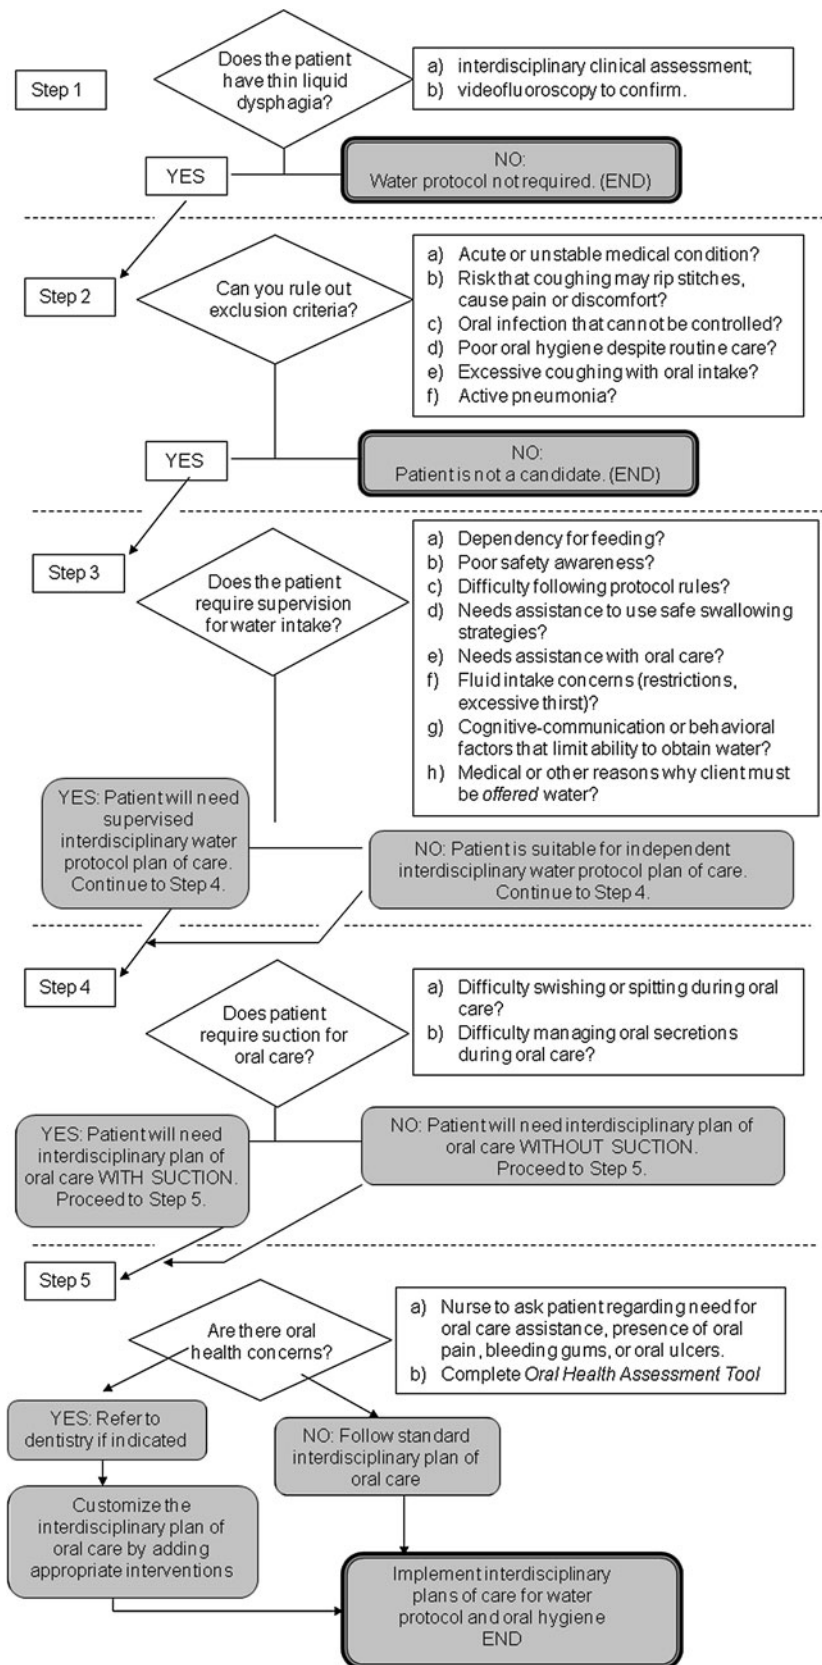 Step 1
Does the patient
have thin liquid
dysphagia?
a) interdisciplinary clinical assessment;
b) videofluoroscopy to confirm.
YES
NO:
Water protocol not required. (END)
Step 2
Can you rule out
exclusion criteria?
a) Acute or unstable medical condition?
b) Risk that coughing may rip stitches,
cause pain or discomfort?
c) Oral infection that cannot be controlled?
d) Poor oral hygiene despite routine care?
e) Excessive coughing with oral intake?
f) Active pneumonia?
YES
NO:
Patient is not a candidate. (END)
Step 3
Does the patient
require supervision
for water intake?
a) Dependency for feeding?
b) Poor safety awareness?
c) Difficulty following protocol rules?
d) Needs assistance to use safe swallowing
strategies?
e) Needs assistance with oral care?
f) Fluid intake concerns (restrictions,
excessive thirst)?
g) Cognitive-communication or behavioral
factors that limit ability to obtain water?
h) Medical or other reasons why client must
be offered water?
YES: Patient will need
supervised
interdisciplinary water
protocol plan of care.
Continue to Step 4.
NO: Patient is suitable for independent
interdisciplinary water protocol plan of care.
Continue to Step 4.
Step 4
Does patient
require suction for
oral care?
a) Difficulty swishing or spitting during oral
care?
b) Difficulty managing oral secretions
during oral care?
YES: Patient will need
interdisciplinary plan of
oral care WITH SUCTION.
Proceed to Step 5.
NO: Patient will need interdisciplinary plan of
oral care WITHOUT SUCTION.
Proceed to Step 5.
Step 5
Are there oral
health concerns?
a) Nurse to ask patient regarding need for
oral care assistance, presence of oral
pain, bleeding gums, or oral ulcers.
b) Complete Oral Health Assessment Tool
YES: Refer to
dentistry if indicated
NO: Follow standard
interdisciplinary plan of
oral care
Customize the
interdisciplinary plan of
oral care by adding
appropriate interventions
Implement interdisciplinary
plans of care for water
protocol and oral hygiene
END